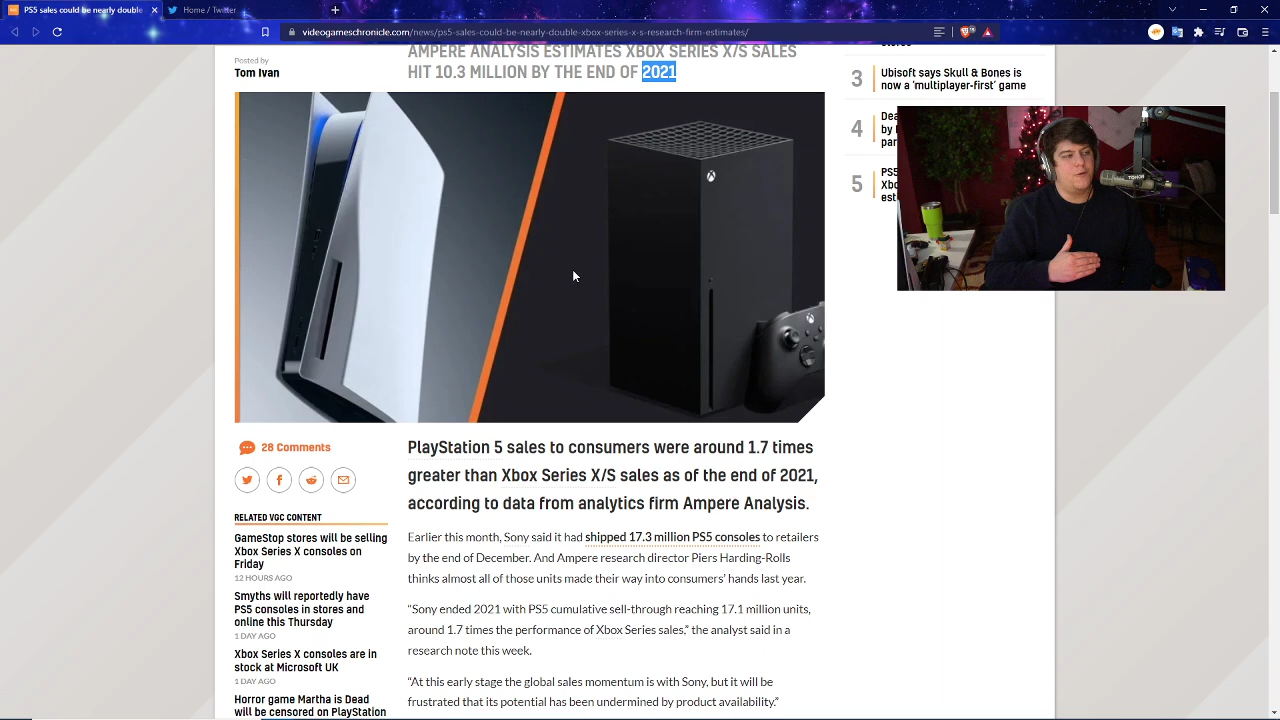 PS5 sales could be nearly double
Home / Twitter
videogameschronicle.com/news/ps5-sales-could-be-nearly-double-xbox-series-x-s-research-firm-estimates/
Posted by
Tom Ivan
AMPERE ANALYSIS ESTIMATES XBOX SERIES X/S SALES
HIT 10.3 MILLION BY THE END OF 2021
3
Ubisoft says Skull & Bones is
now a ‘multiplayer-first’ game
4
by
5
PS5
28 Comments
RELATED VGC CONTENT
GameStop stores will be selling
Xbox Series X consoles on
Friday
12 HOURS AGO
Smyths will reportedly have
PS5 consoles in stores and
online this Thursday
1 DAY AGO
Xbox Series X consoles are in
stock at Microsoft UK
1 DAY AGO
Horror game Martha is Dead
will be censored on PlayStation
PlayStation 5 sales to consumers were around 1.7 times
greater than Xbox Series X/S sales as of the end of 2021,
according to data from analytics firm Ampere Analysis.
Earlier this month, Sony said it had shipped 17.3 million PS5 consoles to retailers
by the end of December. And Ampere research director Piers Harding-Rolls
thinks almost all of those units made their way into consumers’ hands last year.
“Sony ended 2021 with PS5 cumulative sell-through reaching 17.1 million units,
around 1.7 times the performance of Xbox Series sales,” the analyst said in a
research note this week.
“At this early stage the global sales momentum is with Sony, but it will be
frustrated that its potential has been undermined by product availability.”